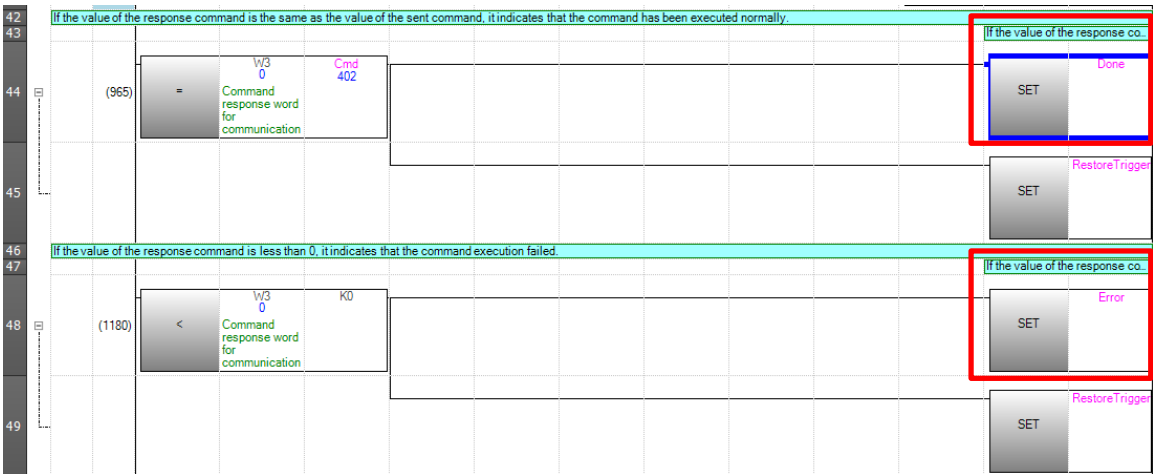 42 If the value of the response command is the same as the value of the sent command, it indicates that the command has been executed normally.
43 If the value of the response co...
W3 Cmd Done
0 402
44 (965) = Command SET
response word
for
communication
RestoreTrigger
45 SET
46 If the value of the response command is less than 0, it indicates that the command execution failed.
47 If the value of the response co...
W3 K0 Error
0
48 (1180) < Command SET
response word
for
communication
RestoreTrigger
49 SET